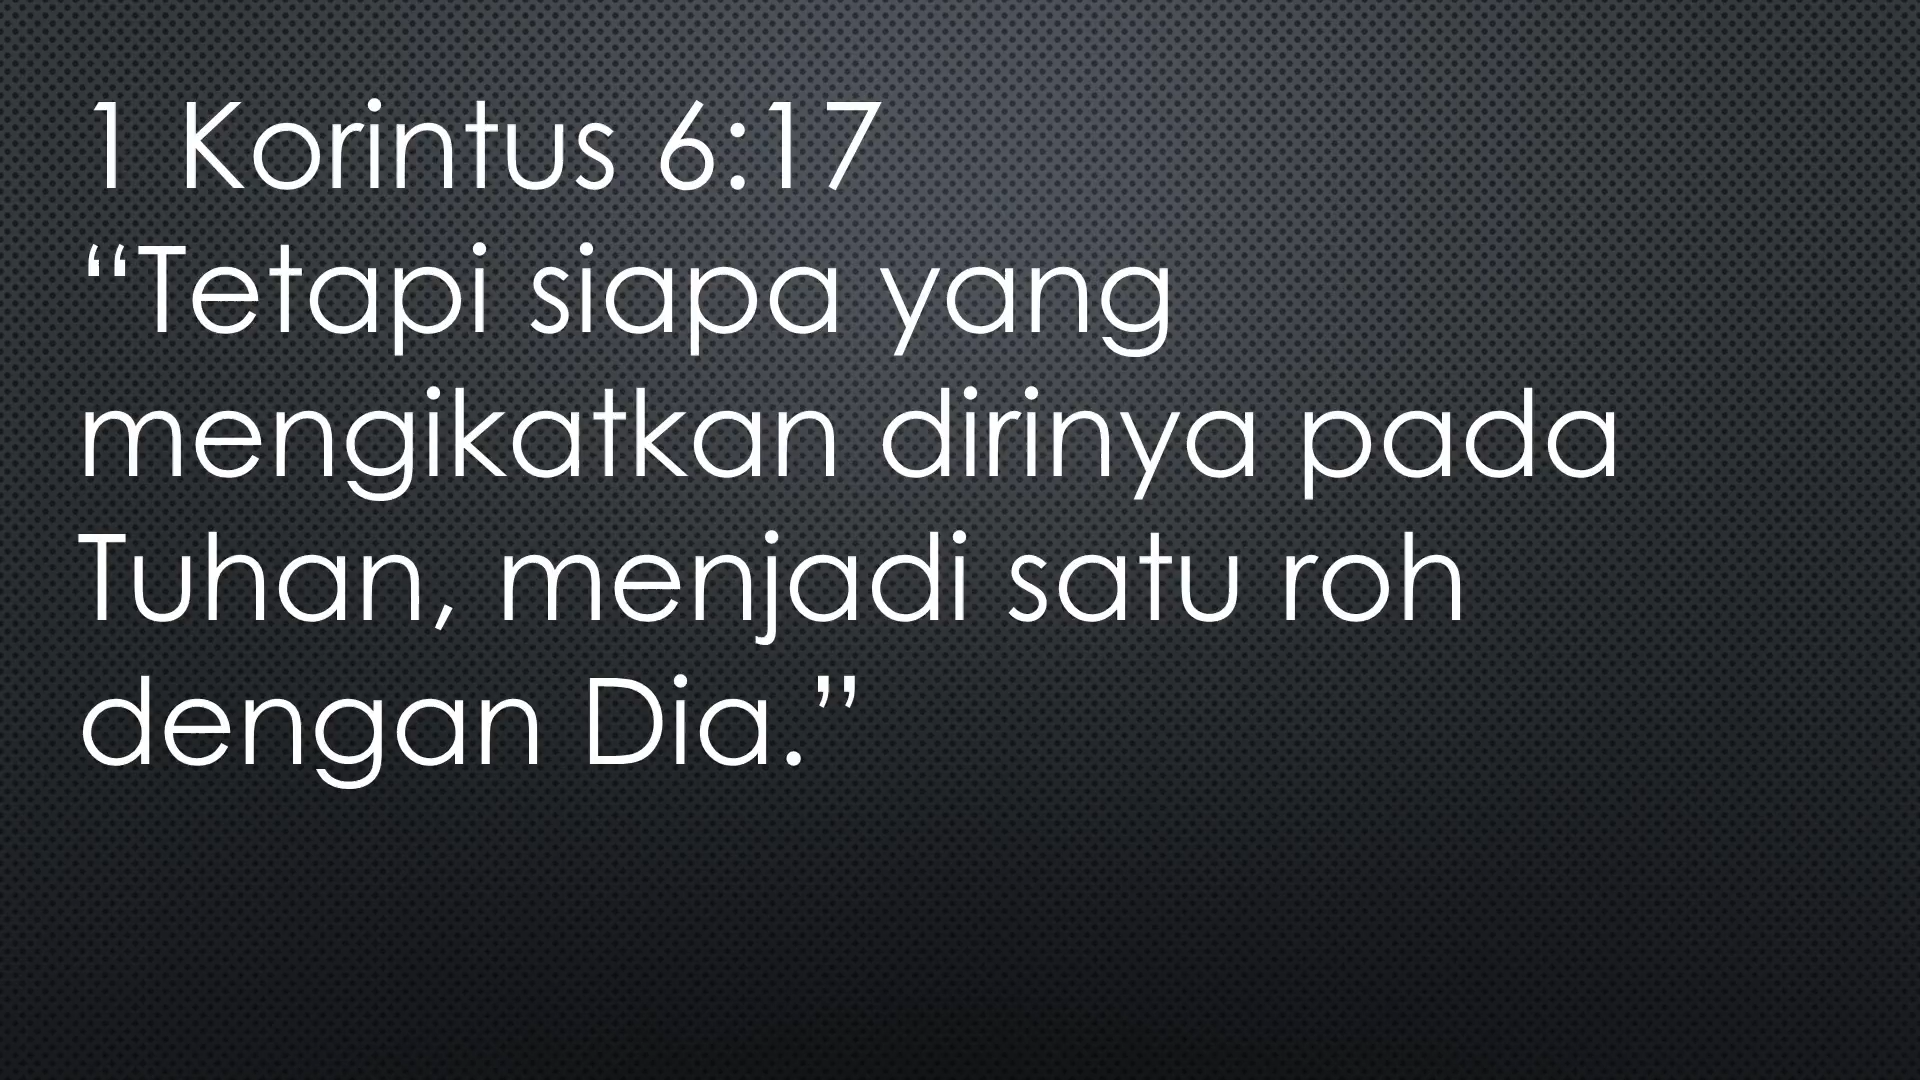 1 Korintus 6:17
“Tetapi siapa yang
mengikatkan dirinya pada
Tuhan, menjadi satu roh
dengan Dia.”